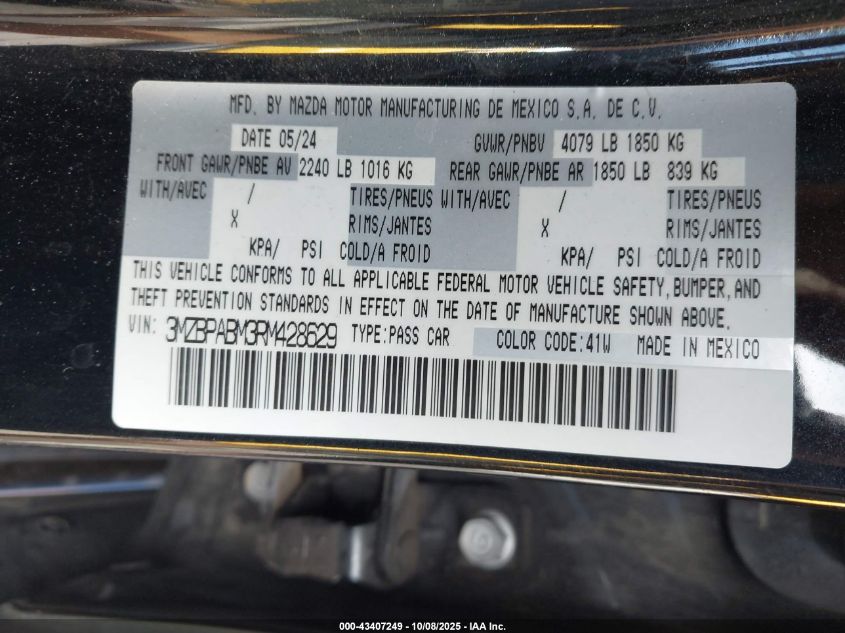 MFD. BY MAZDA MOTOR MANUFACTURING DE MEXICO S.A. DE C.V.
DATE 05/24 GVWR/PNBV 4079 LB 1850 KG
FRONT GAWR/PNBE AV 2240 LB 1016 KG REAR GAWR/PNBE AR 1850 LB 839 KG
WITH/AVEC / TIRES/PNEUS WITH/AVEC / TIRES/PNEUS
X RIMS/JANTES X RIMS/JANTES
KPA/ PSI COLD/A FROID KPA/ PSI COLD/A FROID
THIS VEHICLE CONFORMS TO ALL APPLICABLE FEDERAL MOTOR VEHICLE SAFETY, BUMPER, AND
THEFT PREVENTION STANDARDS IN EFFECT ON THE DATE OF MANUFACTURE SHOWN ABOVE.
VIN: 3MZBPABM3RM428629 TYPE:PASS CAR COLOR CODE:41W MADE IN MEXICO
000-43407249 - 10/08/2025 - IAA Inc.